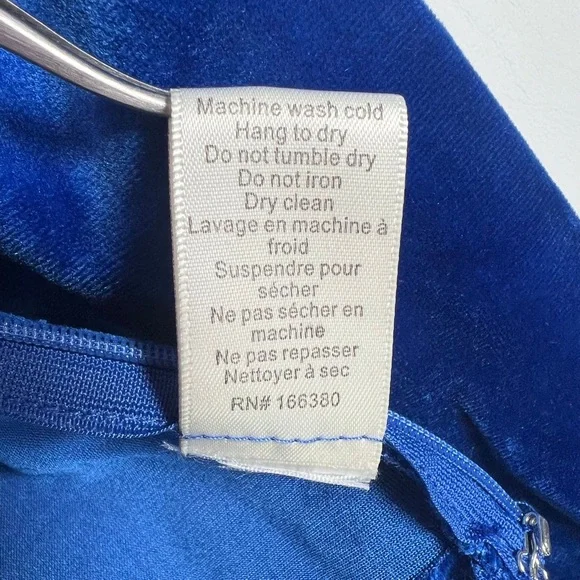 Machine wash cold
Hang to dry
Do not tumble dry
Do not iron
Dry clean
Lavage en machine à
froid
Suspendre pour
sécher
Ne pas sécher en
machine
Ne pas repasser
Nettoyer à sec
RN# 166380